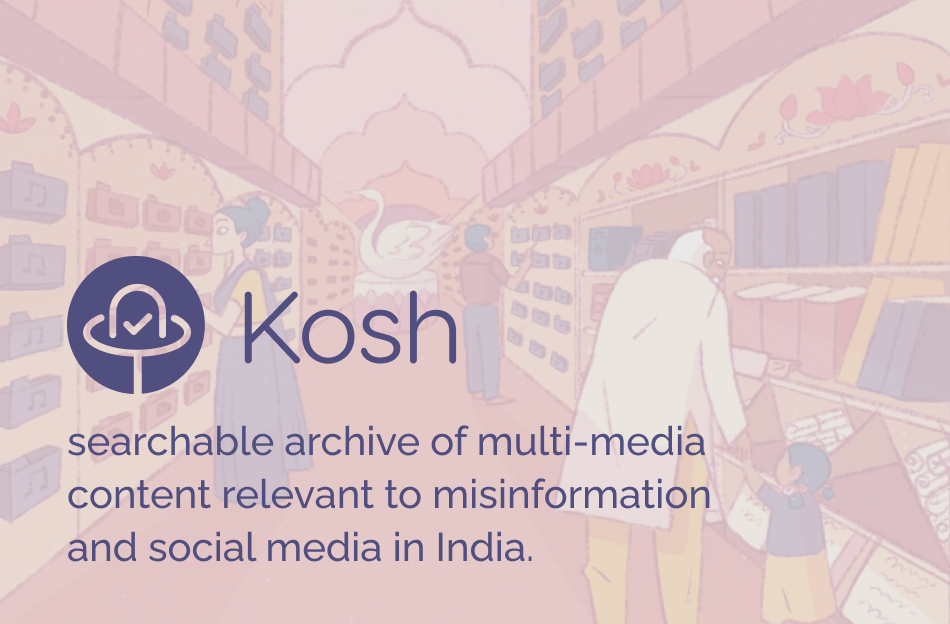 Kosh
searchable archive of multi-media
content relevant to misinformation
and social media in India.